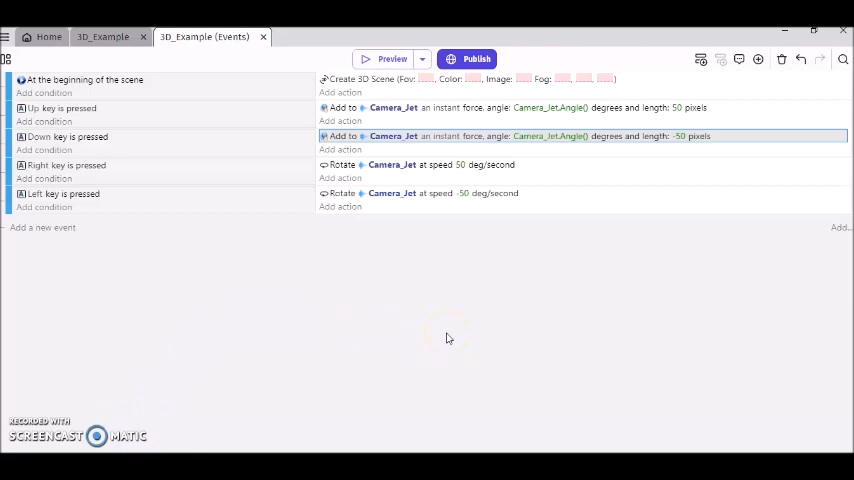 Home
3D_Example
3D_Example (Events)
Preview
Publish
At the beginning of the scene
Create 3D Scene (Fov: , Color: , Image: Fog: , , )
Add condition
Add action
Up key is pressed
Add to Camera_Jet an instant force, angle: Camera_Jet.Angle() degrees and length: 50 pixels
Add condition
Add action
Down key is pressed
Add to Camera_Jet an instant force, angle: Camera_Jet.Angle() degrees and length: -50 pixels
Add condition
Add action
Right key is pressed
Rotate Camera_Jet at speed 50 deg/second
Add condition
Add action
Left key is pressed
Rotate Camera_Jet at speed -50 deg/second
Add condition
Add action
Add a new event
Add...
RECORDED WITH
SCREENCAST MATIC